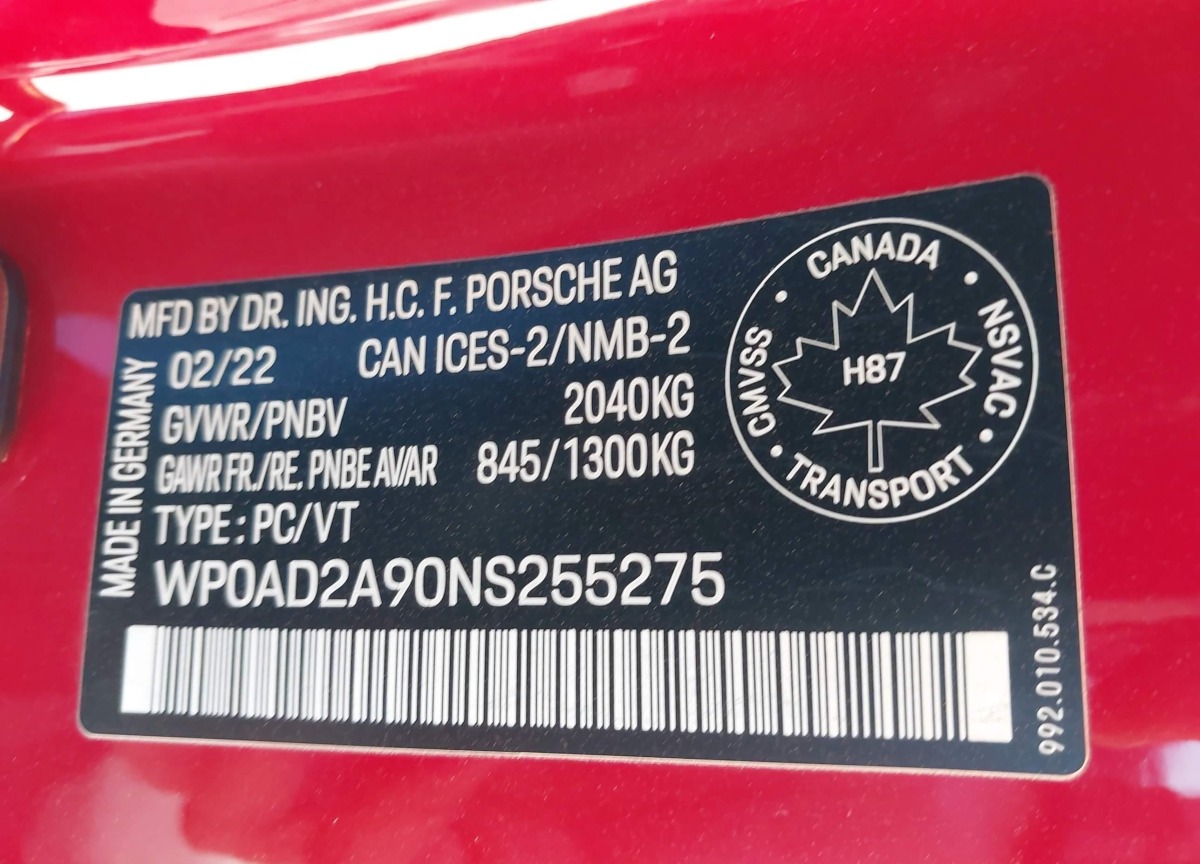 MFD BY DR. ING. H.C. F. PORSCHE AG
02/22 CAN ICES-2/NMB-2
GVWR/PNBV 2040KG
GAWR FR./RE. PNBE AV/AR 845/1300KG
TYPE : PC/VT
WP0AD2A90NS255275
MADE IN GERMANY
CANADA
NSVAC
TRANSPORT
CMVSS
H87
992.010.534.C